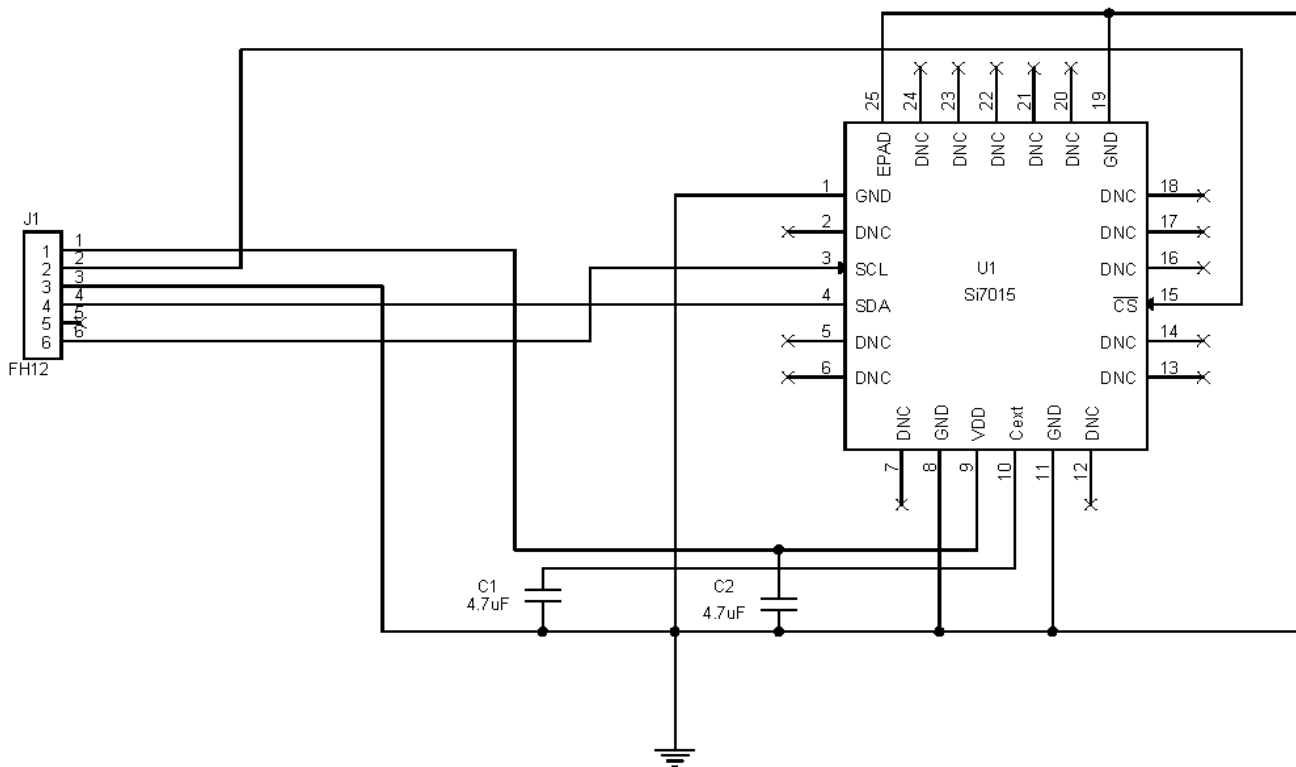 25
24
23
22
21
20
19
EPAD
DNC
DNC
DNC
DNC
DNC
GND
1
GND
2
DNC
3
SCL
4
SDA
5
DNC
6
DNC
U1
Si7015
DNC
18
DNC
17
DNC
16
CS
15
DNC
14
DNC
13
DNC
GND
VDD
Cext
GND
DNC
7
8
9
10
11
12
J1
1
1
2
2
3
3
4
4
5
5
6
6
FH12
C1
4.7uF
C2
4.7uF